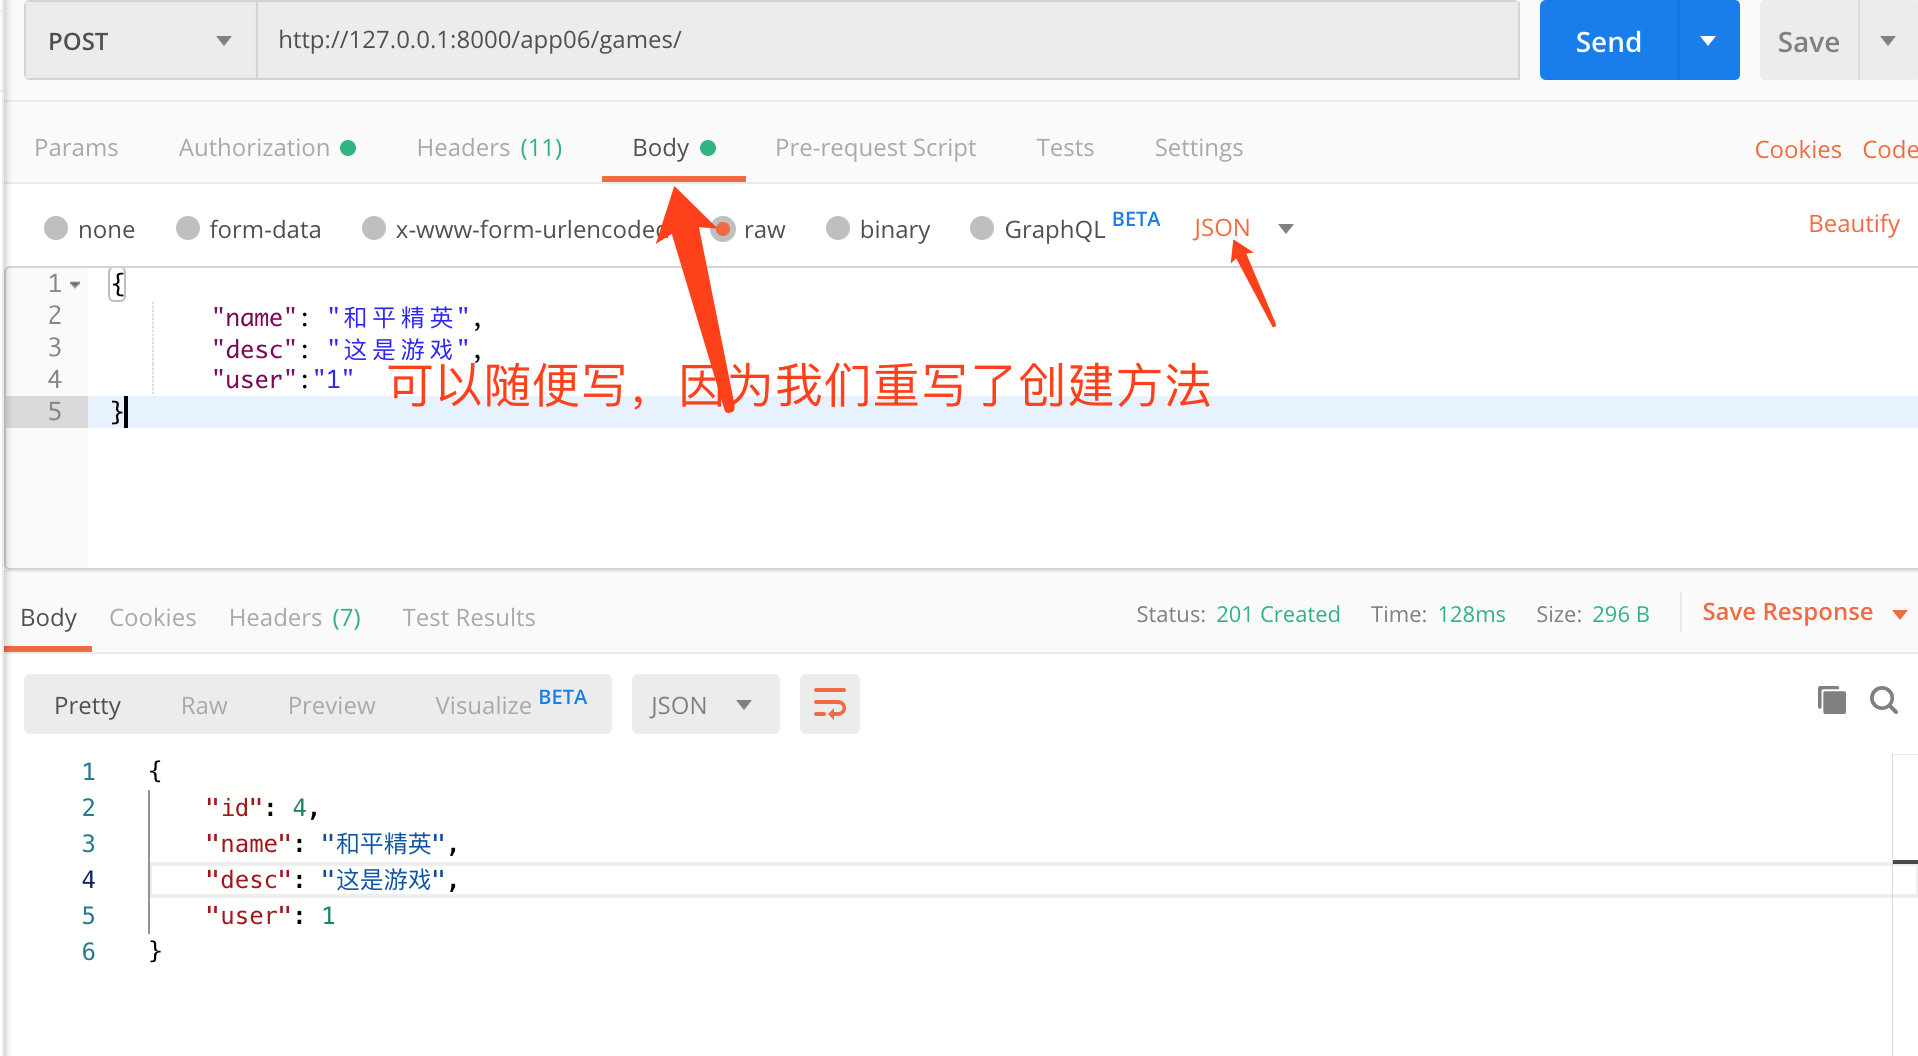 POST http://127.0.0.1:8000/app06/games/ Send Save
Params Authorization Headers (11) Body Pre-request Script Tests Settings Cookies Code
none form-data x-www-form-urlencoded raw binary GraphQL BETA JSON Beautify
1 {
2 "name": "和平精英",
3 "desc": "这是游戏",
4 "user":"1" 可以随便写，因为我们重写了创建方法
5 }
Body Cookies Headers (7) Test Results Status: 201 Created Time: 128ms Size: 296 B Save Response
Pretty Raw Preview Visualize BETA JSON
1 {
2 "id": 4,
3 "name": "和平精英",
4 "desc": "这是游戏",
5 "user": 1
6 }